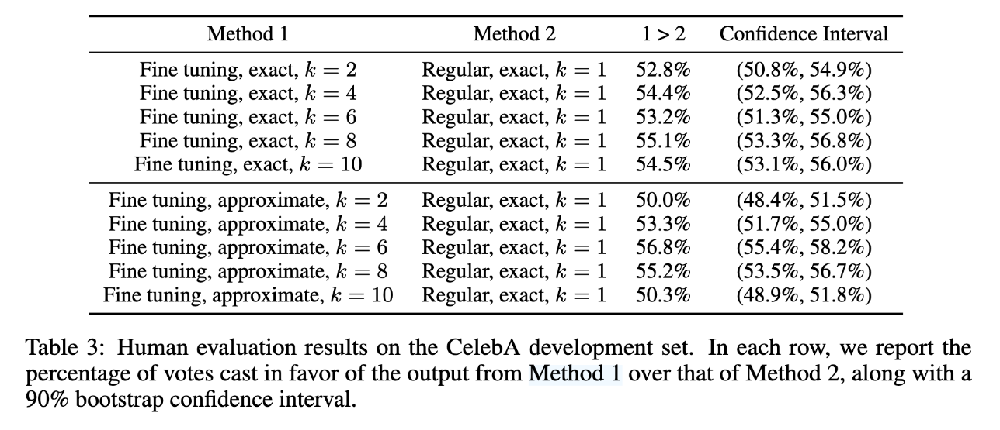 Method 1 Method 2 1 > 2 Confidence Interval
Fine tuning, exact, k = 2 Regular, exact, k = 1 52.8% (50.8%, 54.9%)
Fine tuning, exact, k = 4 Regular, exact, k = 1 54.4% (52.5%, 56.3%)
Fine tuning, exact, k = 6 Regular, exact, k = 1 53.2% (51.3%, 55.0%)
Fine tuning, exact, k = 8 Regular, exact, k = 1 55.1% (53.3%, 56.8%)
Fine tuning, exact, k = 10 Regular, exact, k = 1 54.5% (53.1%, 56.0%)
Fine tuning, approximate, k = 2 Regular, exact, k = 1 50.0% (48.4%, 51.5%)
Fine tuning, approximate, k = 4 Regular, exact, k = 1 53.3% (51.7%, 55.0%)
Fine tuning, approximate, k = 6 Regular, exact, k = 1 56.8% (55.4%, 58.2%)
Fine tuning, approximate, k = 8 Regular, exact, k = 1 55.2% (53.5%, 56.7%)
Fine tuning, approximate, k = 10 Regular, exact, k = 1 50.3% (48.9%, 51.8%)
Table 3: Human evaluation results on the CelebA development set. In each row, we report the
percentage of votes cast in favor of the output from Method 1 over that of Method 2, along with a
90% bootstrap confidence interval.